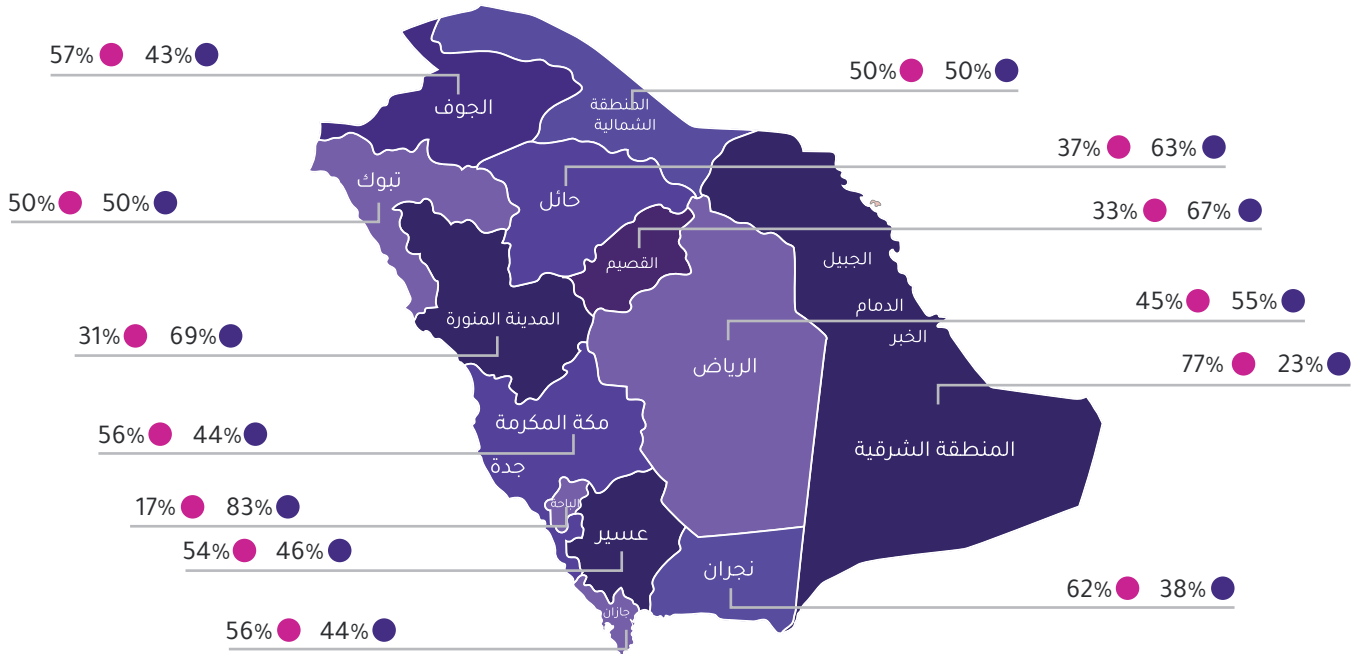 57% 43%
50% 50%
الجوف
المنطقة
الشمالية
37% 63%
تبوك
حائل
50% 50%
33% 67%
القصيم
الجبيل
45% 55%
الدمام
المدينة المنورة
31% 69%
الخبر
الرياض
77% 23%
مكة المكرمة
56% 44%
المنطقة الشرقية
جدة
17% 83%
الباحة
عسير
54% 46%
نجران
62% 38%
جازان
56% 44%